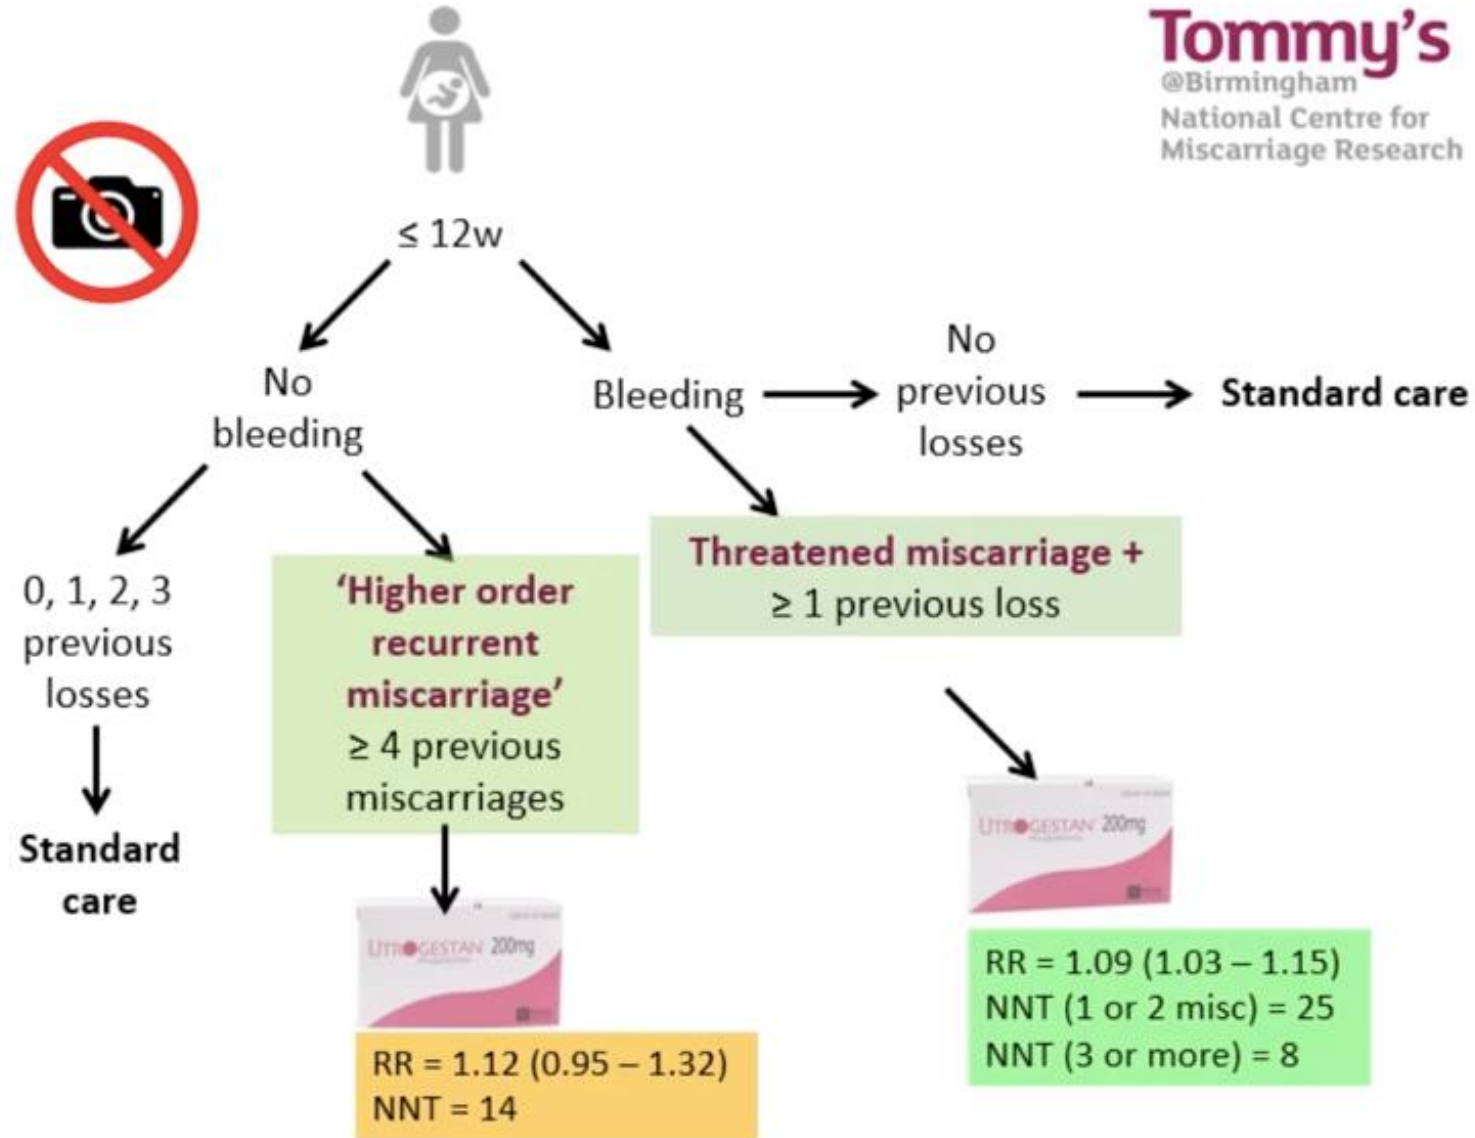 Tommy's
@Birmingham
National Centre for
Miscarriage Research
≤ 12w
No
bleeding
Bleeding
No
previous
losses
Standard care
0, 1, 2, 3
previous
losses
Standard
care
‘Higher order
recurrent
miscarriage’
≥ 4 previous
miscarriages
Threatened miscarriage +
≥ 1 previous loss
UTROGESTAN 200mg
RR = 1.12 (0.95 – 1.32)
NNT = 14
UTROGESTAN 200mg
RR = 1.09 (1.03 – 1.15)
NNT (1 or 2 misc) = 25
NNT (3 or more) = 8